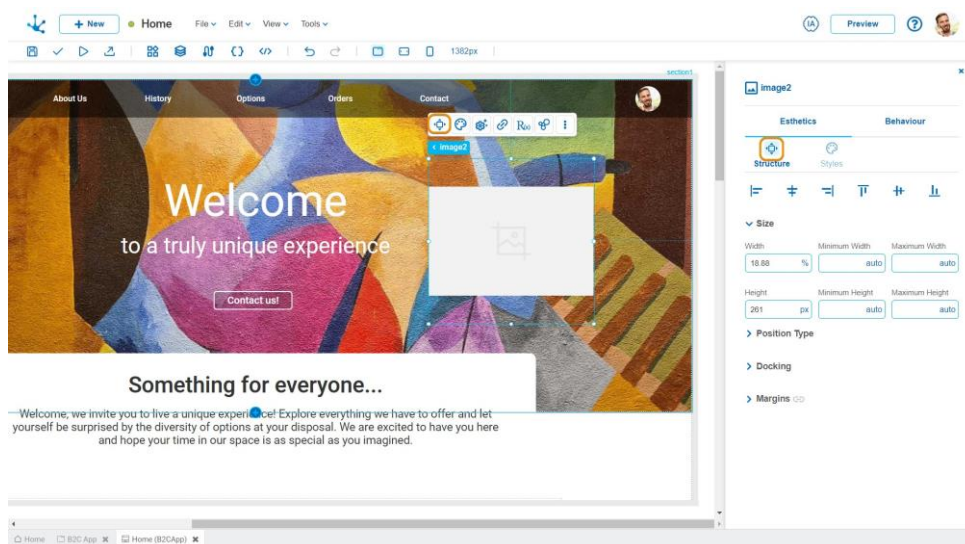 + New
Home
File
Edit
View
Tools
(IA)
Preview
?
1382px
section1
About Us
History
Options
Orders
Contact
R(x)
< image2
Welcome
to a truly unique experience
Contact us!
Something for everyone...
Welcome, we invite you to live a unique experience! Explore everything we have to offer and let
yourself be surprised by the diversity of options at your disposal. We are excited to have you here
and hope your time in our space is as special as you imagined.
image2
Esthetics
Behaviour
Structure
Styles
Size
Width
Minimum Width
Maximum Width
18.88 %
auto
auto
Height
Minimum Height
Maximum Height
261 px
auto
auto
Position Type
Docking
Margins
Home
B2C App
Home (B2CApp)